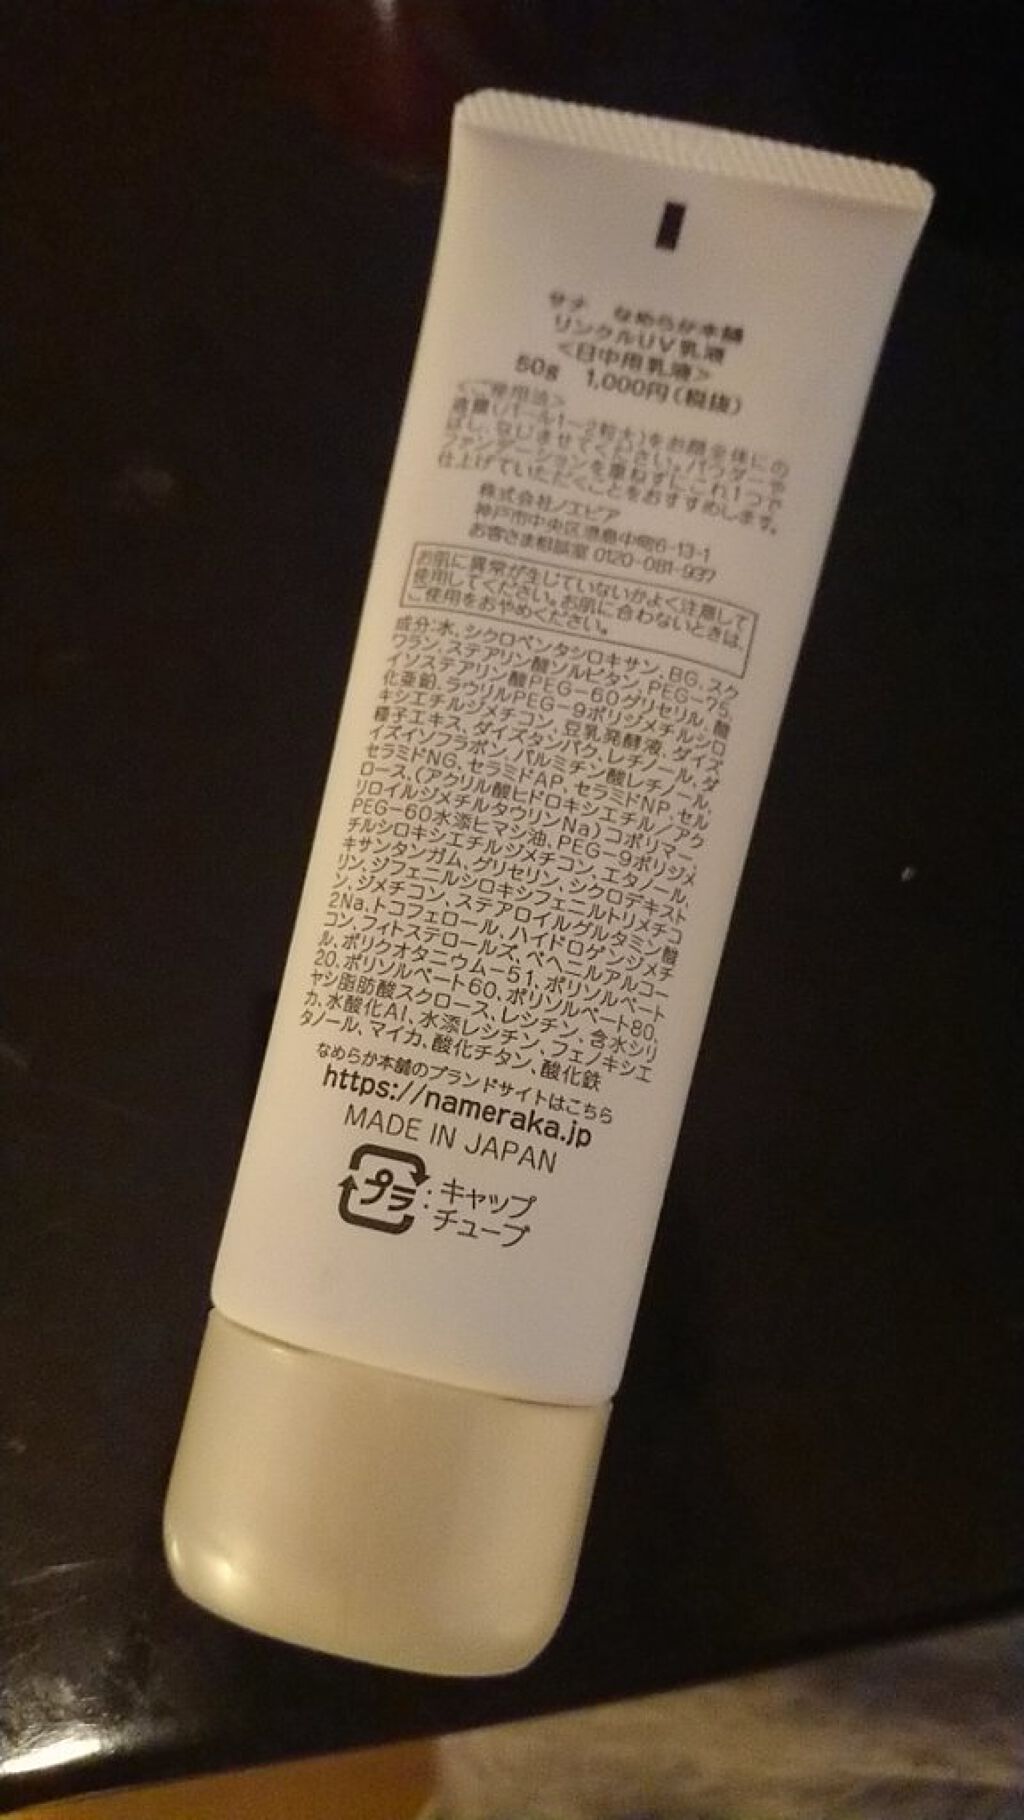 サナ なめらか本舗
リンクルUV乳液
<日中用乳液>
50g 1,000円(税抜)
<ご使用法>
適量(パール1〜2粒大)をお顔全体にの
ばし、なじませてください。パウダーや
ファンデーションを重ねずにこれ1つで
仕上げていただくことをおすすめします。
株式会社ノエビア
神戸市中央区港島中町6-13-1
お客さま相談室 0120-081-937
お肌に異常が生じていないかよく注意して
使用してください。お肌に合わないときは、
ご使用をおやめください。
成分:水、シクロペンタシロキサン、BG、スク
ワラン、ステアリン酸ソルビタン、PEG-75、
イソステアリン酸PEG-60グリセリル、酸
化亜鉛、ラウリルPEG-9ポリジメチルシロ
キシエチルジメチコン、豆乳発酵液、ダイズ
種子エキス、ダイズタンパク、レチノール、ダ
イズイソフラボン、パルミチン酸レチノール、
セラミドNG、セラミドAP、セラミドNP、セル
ロース、(アクリル酸ヒドロキシエチル/アク
リロイルジメチルタウリンNa)コポリマー、
PEG-60水添ヒマシ油、PEG-9ポリジメ
チルシロキシエチルジメチコン、エタノール、
キサンタンガム、グリセリン、シクロデキスト
リン、ジフェニルシロキシフェニルトリメチコ
ン、ジメチコン、ステアロイルグルタミン酸
2Na、トコフェロール、ハイドロゲンジメチ
コン、フィトステロールズ、ベヘニルアルコー
ル、ポリクオタニウム-51、ポリソルベート
20、ポリソルベート60、ポリソルベート80、
ヤシ脂肪酸スクロース、レシチン、含水シリ
カ、水酸化Al、水添レシチン、フェノキシエ
タノール、マイカ、酸化チタン、酸化鉄
なめらか本舗のブランドサイトはこちら
https://nameraka.jp
MADE IN JAPAN
プラ:キャップ
チューブ